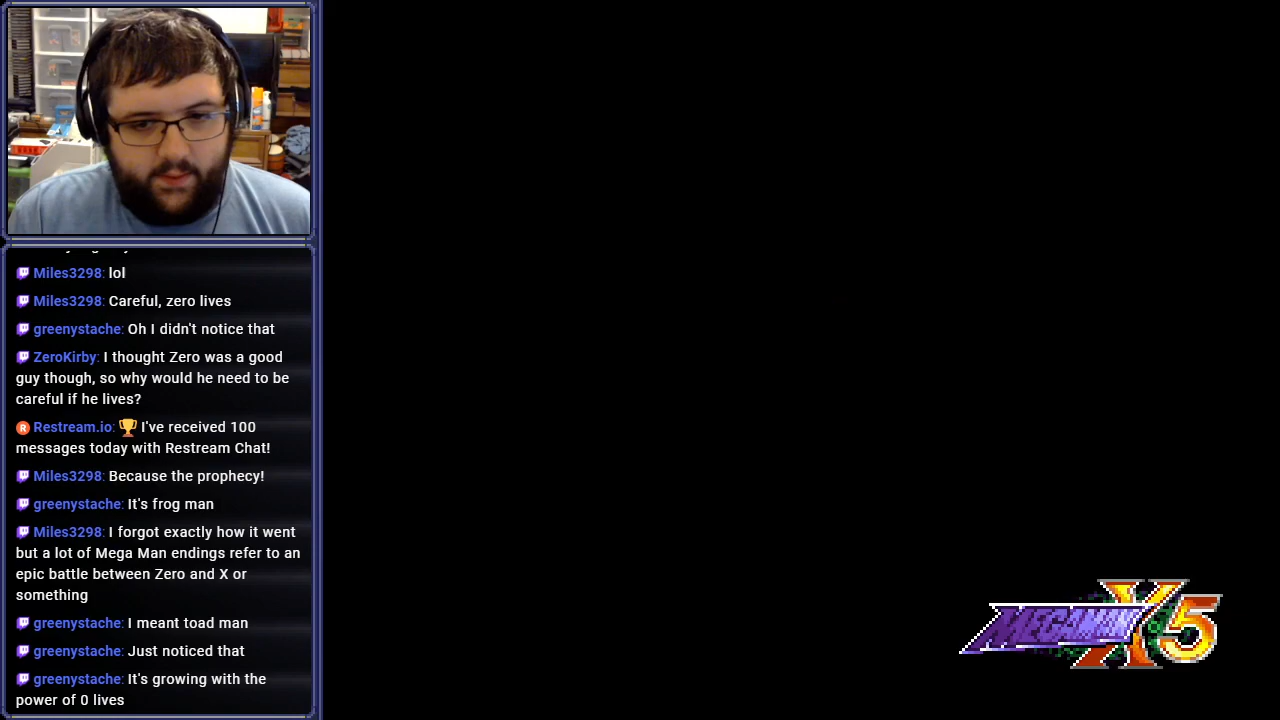 Miles3298: lol
Miles3298: Careful, zero lives
greenystache: Oh I didn't notice that
ZeroKirby: I thought Zero was a good
guy though, so why would he need to be
careful if he lives?
Restream.io: 🏆 I've received 100
messages today with Restream Chat!
Miles3298: Because the prophecy!
greenystache: It's frog man
Miles3298: I forgot exactly how it went
but a lot of Mega Man endings refer to an
epic battle between Zero and X or
something
greenystache: I meant toad man
greenystache: Just noticed that
greenystache: It's growing with the
power of 0 lives
MEGAMAN X5